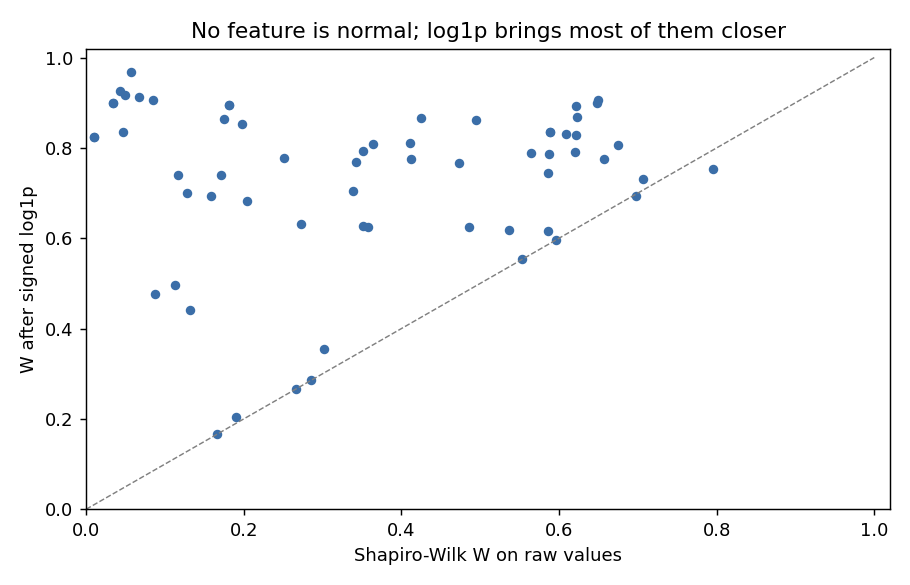 No feature is normal; log1p brings most of them closer
W after signed log1p
1.0
0.8
0.6
0.4
0.2
0.0
0.0 0.2 0.4 0.6 0.8 1.0
Shapiro-Wilk W on raw values